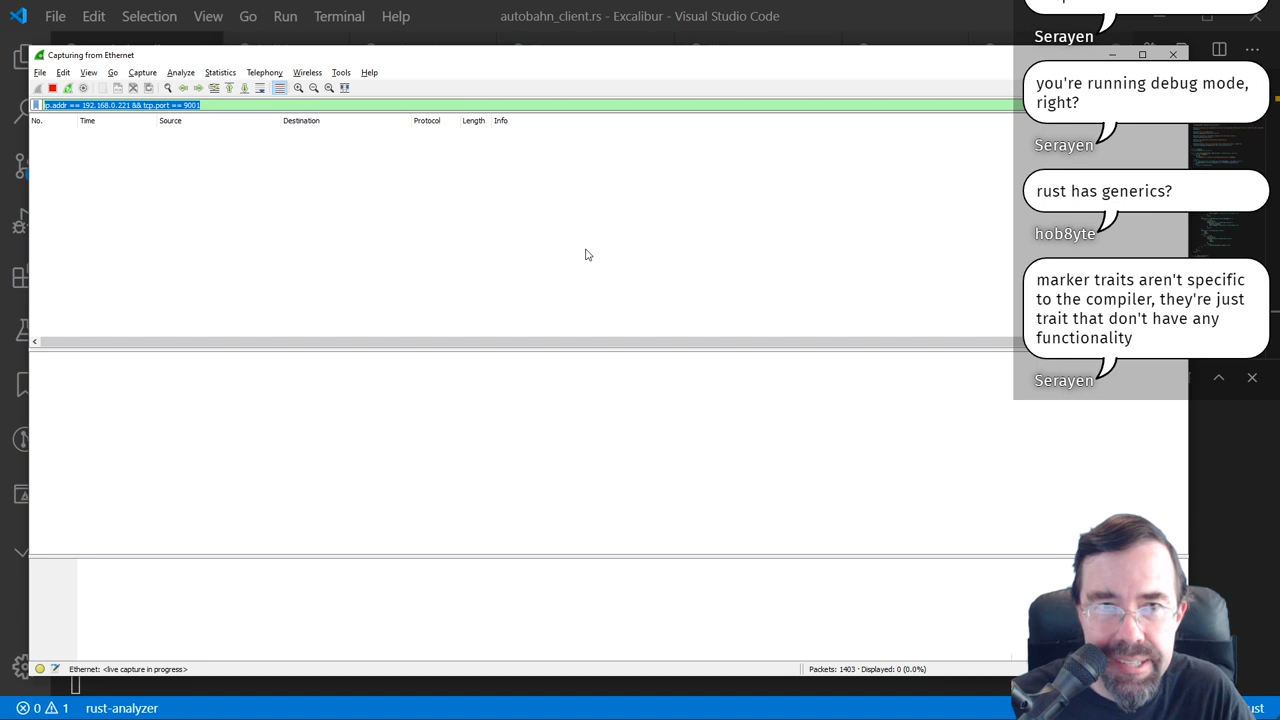 File Edit Selection View Go Run Terminal Help
autobahn_client.rs - Excalibur - Visual Studio Code
Capturing from Ethernet
File Edit View Go Capture Analyze Statistics Telephony Wireless Tools Help
ip.addr == 192.168.0.221 && tcp.port == 9001
No. Time Source Destination Protocol Length Info
Serayen
you're running debug mode,
right?
Serayen
rust has generics?
hob8yte
marker traits aren't specific
to the compiler, they're just
trait that don't have any
functionality
Serayen
Ethernet: <live capture in progress>
Packets: 1403 · Displayed: 0 (0.0%)
0 1 rust-analyzer